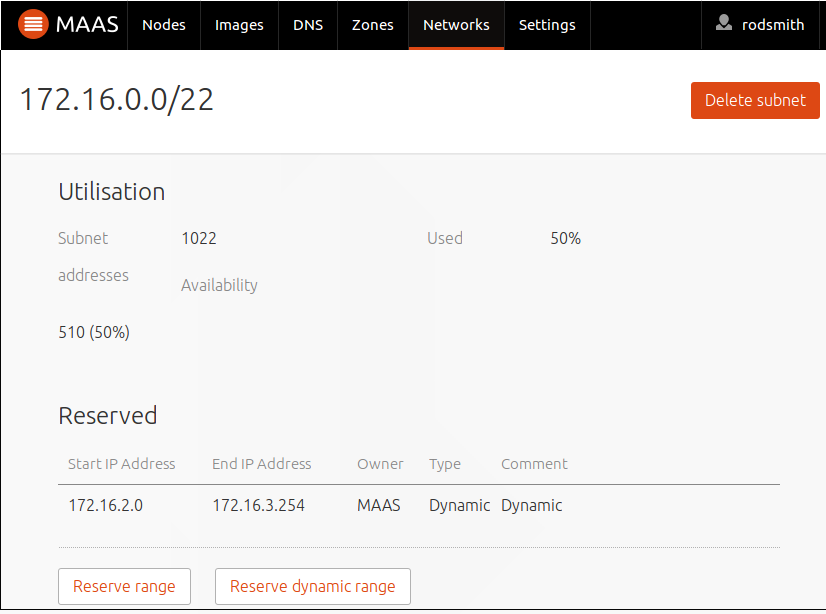 MAAS Nodes Images DNS Zones Networks Settings rodsmith
172.16.0.0/22 Delete subnet
Utilisation
Subnet 1022 Used 50%
addresses
Availability
510 (50%)
Reserved
Start IP Address End IP Address Owner Type Comment
172.16.2.0 172.16.3.254 MAAS Dynamic Dynamic
Reserve range Reserve dynamic range